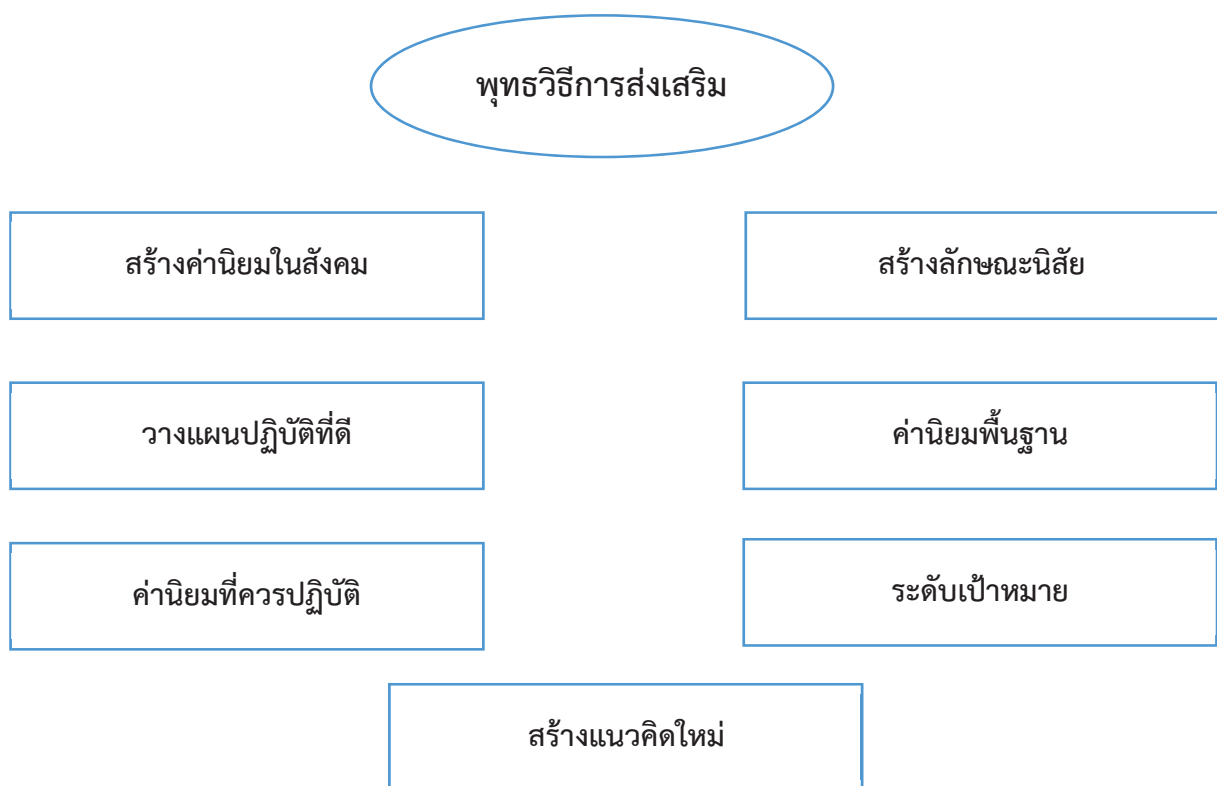 พุทธวิธีการส่งเสริม
สร้างค่านิยมในสังคม
สร้างลักษณะนิสัย
วางแผนปฏิบัติที่ดี
ค่านิยมพื้นฐาน
ค่านิยมที่ควรปฏิบัติ
ระดับเป้าหมาย
สร้างแนวคิดใหม่